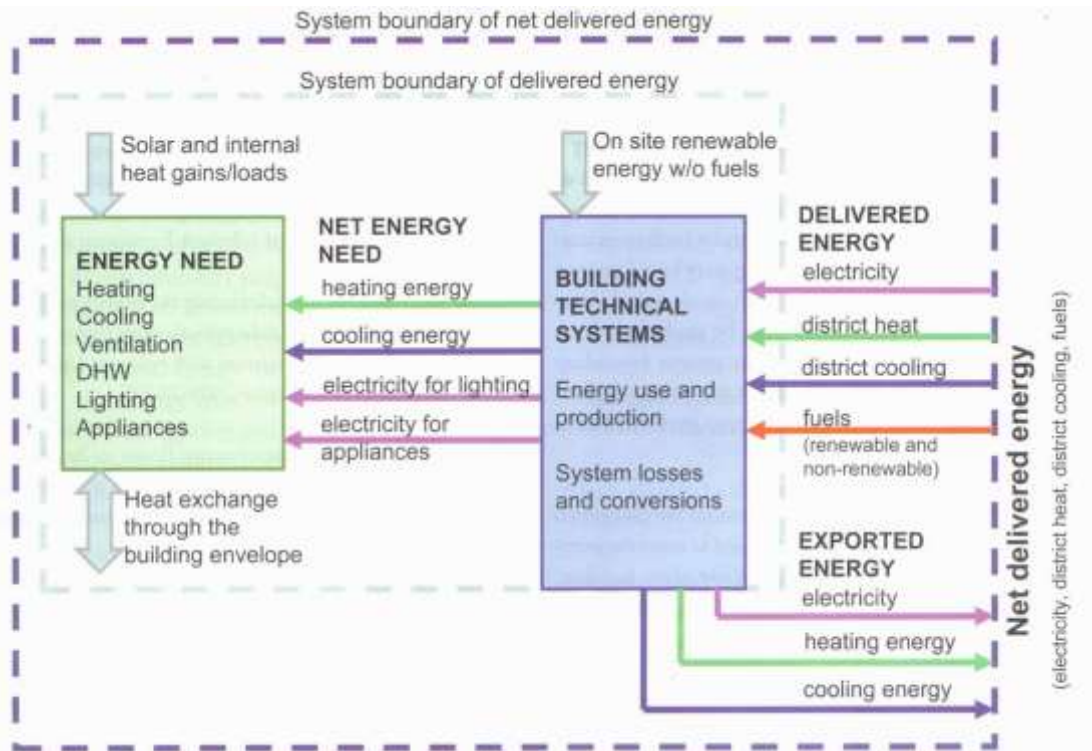 System boundary of net delivered energy
System boundary of delivered energy
Solar and internal
heat gains/loads
On site renewable
energy w/o fuels
ENERGY NEED
Heating
Cooling
Ventilation
DHW
Lighting
Appliances
NET ENERGY
NEED
heating energy
cooling energy
electricity for lighting
electricity for
appliances
BUILDING
TECHNICAL
SYSTEMS
Energy use and
production
System losses
and conversions
DELIVERED
ENERGY
electricity
district heat
district cooling
fuels
(renewable and
non-renewable)
Heat exchange
through the
building envelope
EXPORTED
ENERGY
electricity
heating energy
cooling energy
Net delivered energy
(electricity, district heat, district cooling, fuels)